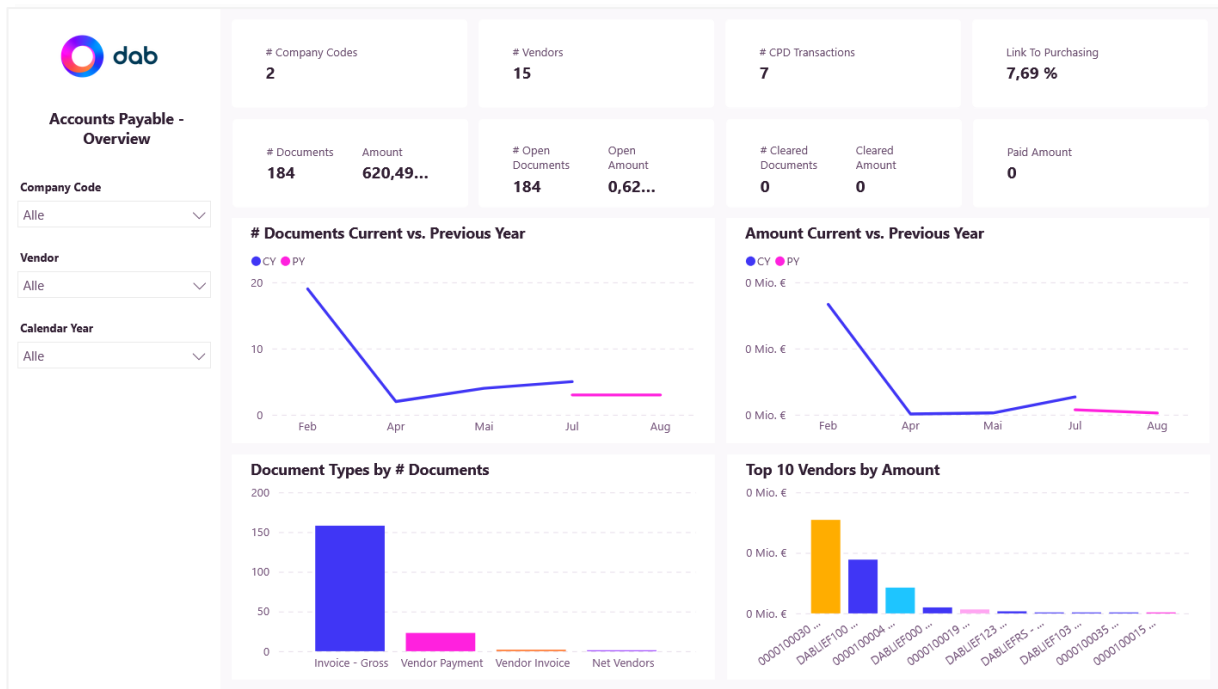 dab
Accounts Payable -
Overview
Company Code
Alle
Vendor
Alle
Calendar Year
Alle
# Company Codes
2
# Vendors
15
# CPD Transactions
7
Link To Purchasing
7,69 %
# Documents
184
Amount
620,49...
# Open
Documents
184
Open
Amount
0,62...
# Cleared
Documents
0
Cleared
Amount
0
Paid Amount
0
# Documents Current vs. Previous Year
CY PY
20
10
0
Feb Apr Mai Jul Aug
Amount Current vs. Previous Year
CY PY
0 Mio. €
0 Mio. €
0 Mio. €
Feb Apr Mai Jul Aug
Document Types by # Documents
200
150
100
50
0
Invoice - Gross Vendor Payment Vendor Invoice Net Vendors
Top 10 Vendors by Amount
0 Mio. €
0 Mio. €
0 Mio. €
0000100030 ...
DABLIEF100 ...
0000100004 ...
DABLIEF000 ...
0000100019 ...
DABLIEF123 ...
DABLIEFRS - ...
DABLIEF103 ...
0000100035 ...
0000100015 ...